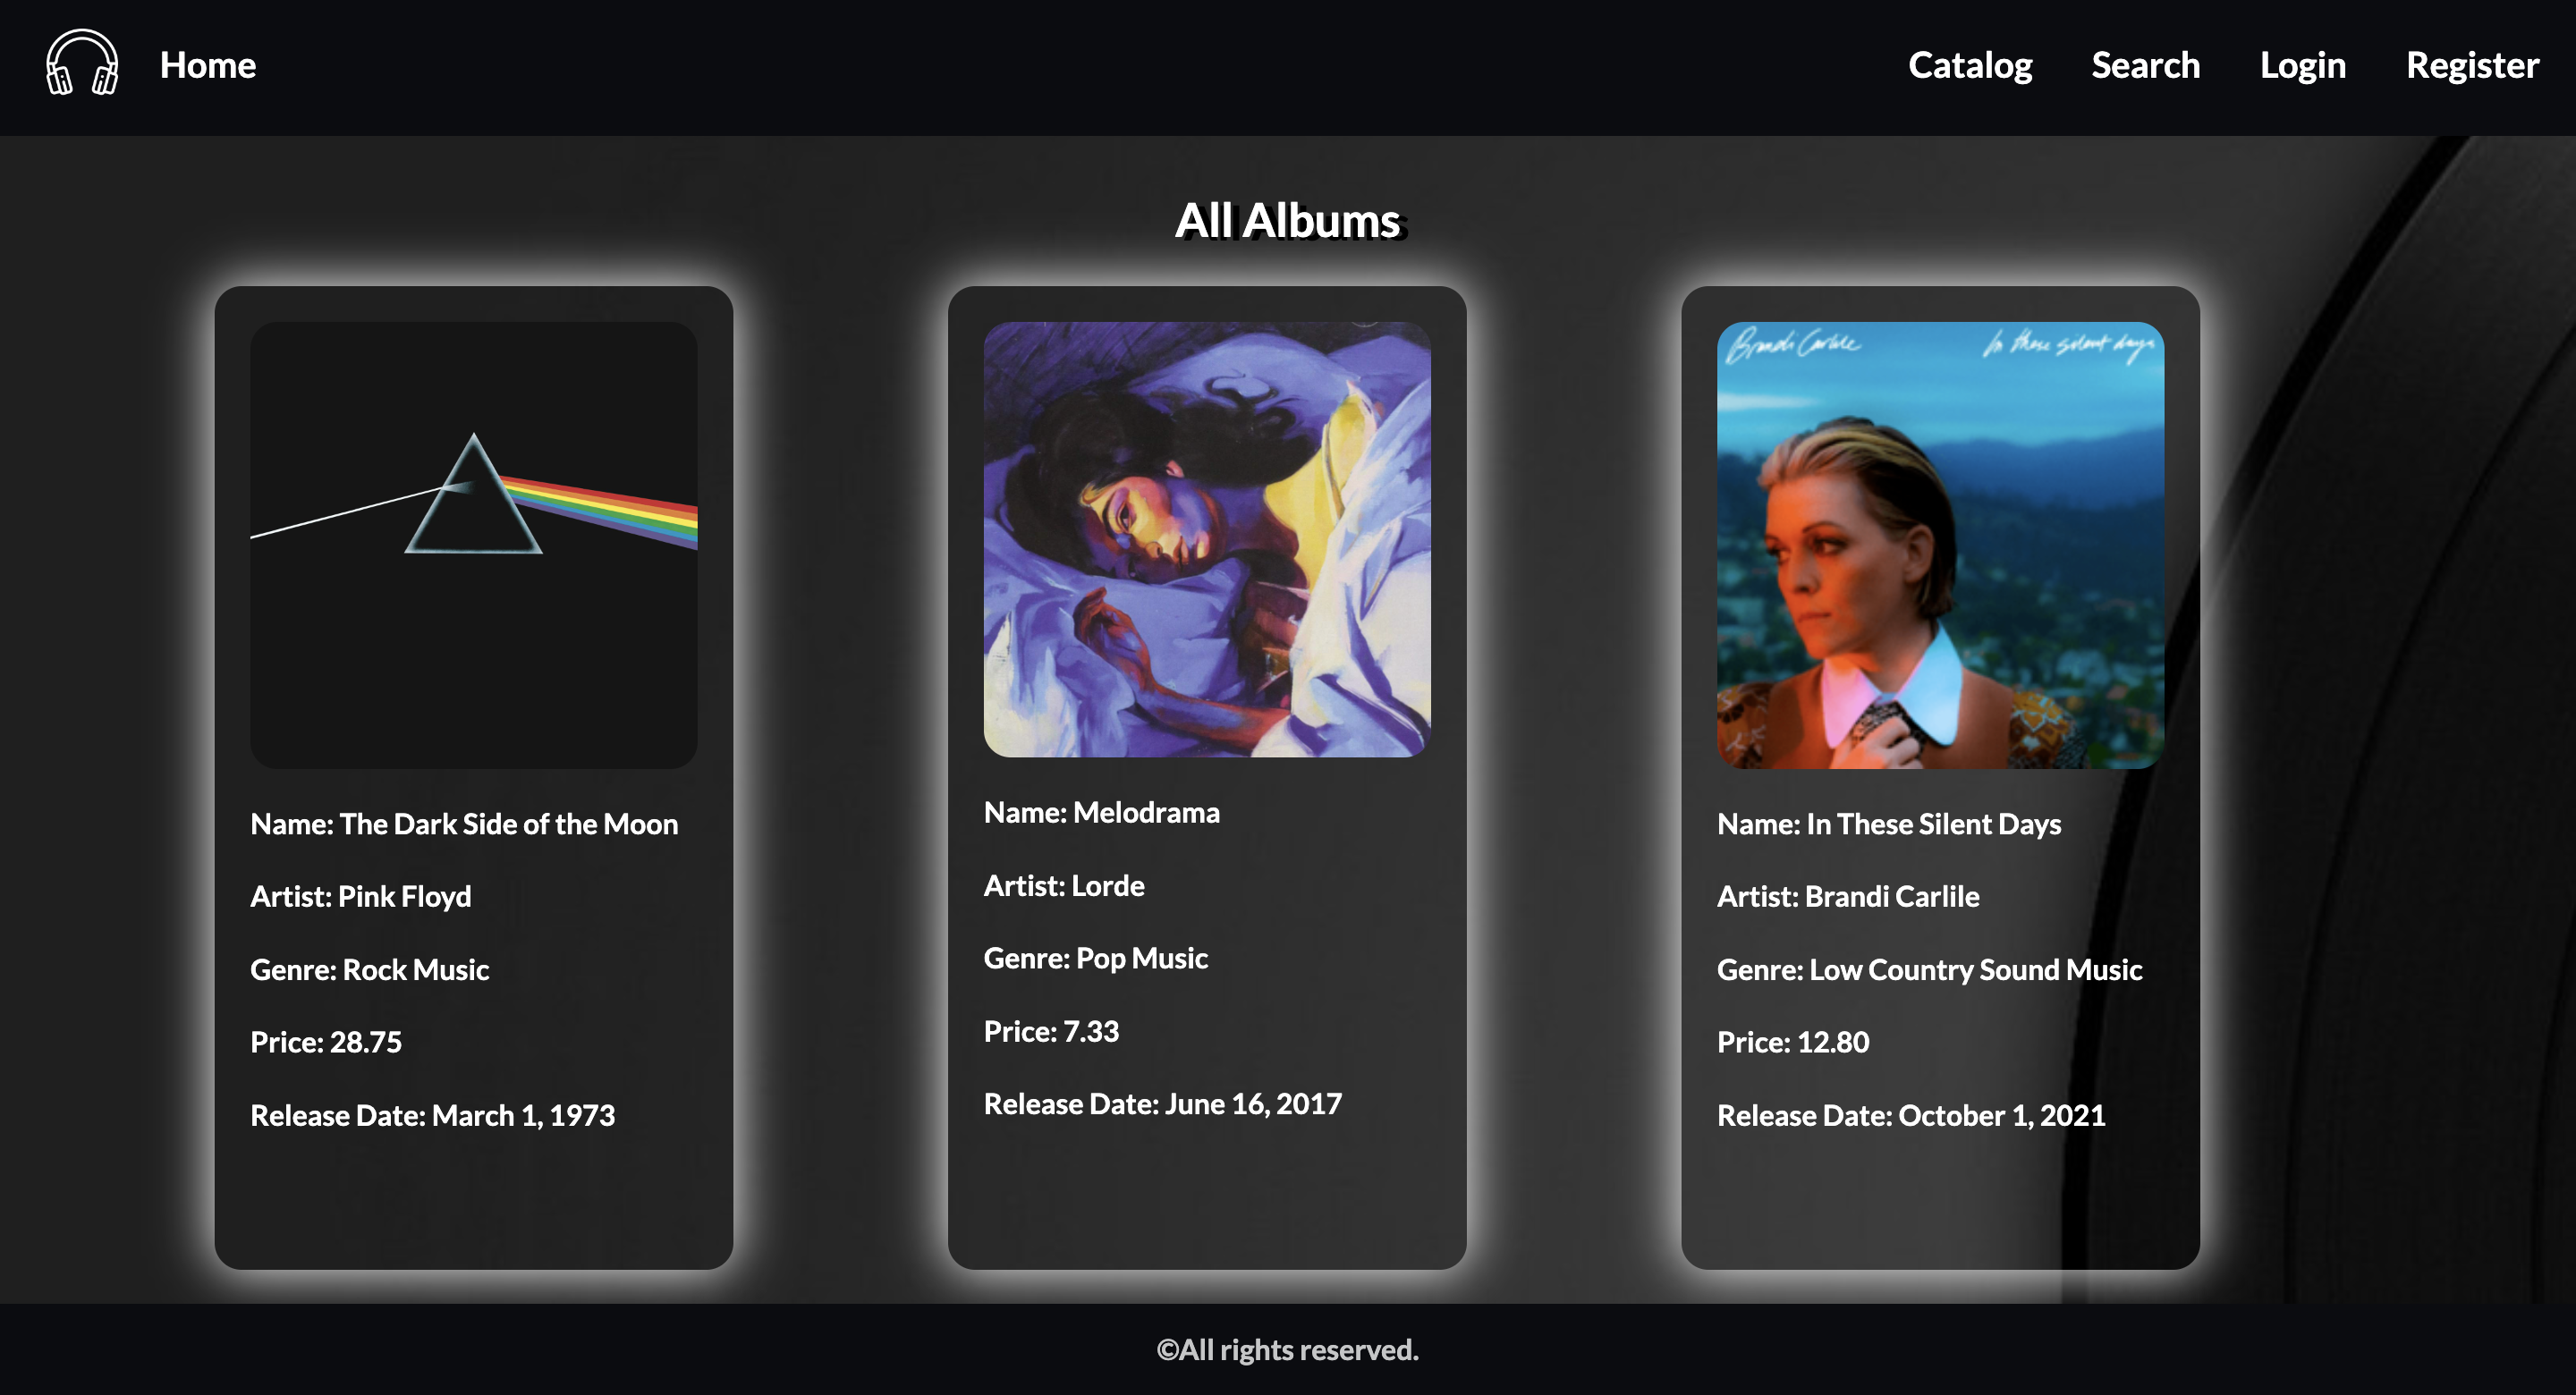 Home
Catalog
Search
Login
Register
All Albums
Name: The Dark Side of the Moon
Artist: Pink Floyd
Genre: Rock Music
Price: 28.75
Release Date: March 1, 1973
Name: Melodrama
Artist: Lorde
Genre: Pop Music
Price: 7.33
Release Date: June 16, 2017
Brandi Carlile
In these silent days
Name: In These Silent Days
Artist: Brandi Carlile
Genre: Low Country Sound Music
Price: 12.80
Release Date: October 1, 2021
©All rights reserved.